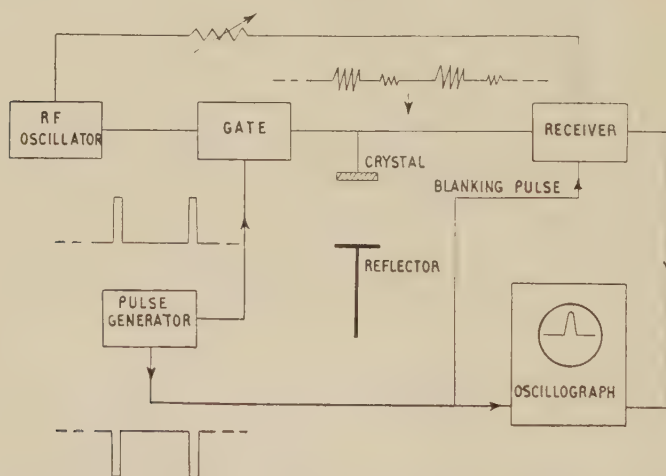 RF
OSCILLATOR
GATE
RECEIVER
CRYSTAL
BLANKING PULSE
REFLECTOR
PULSE
GENERATOR
OSCILLOGRAPH